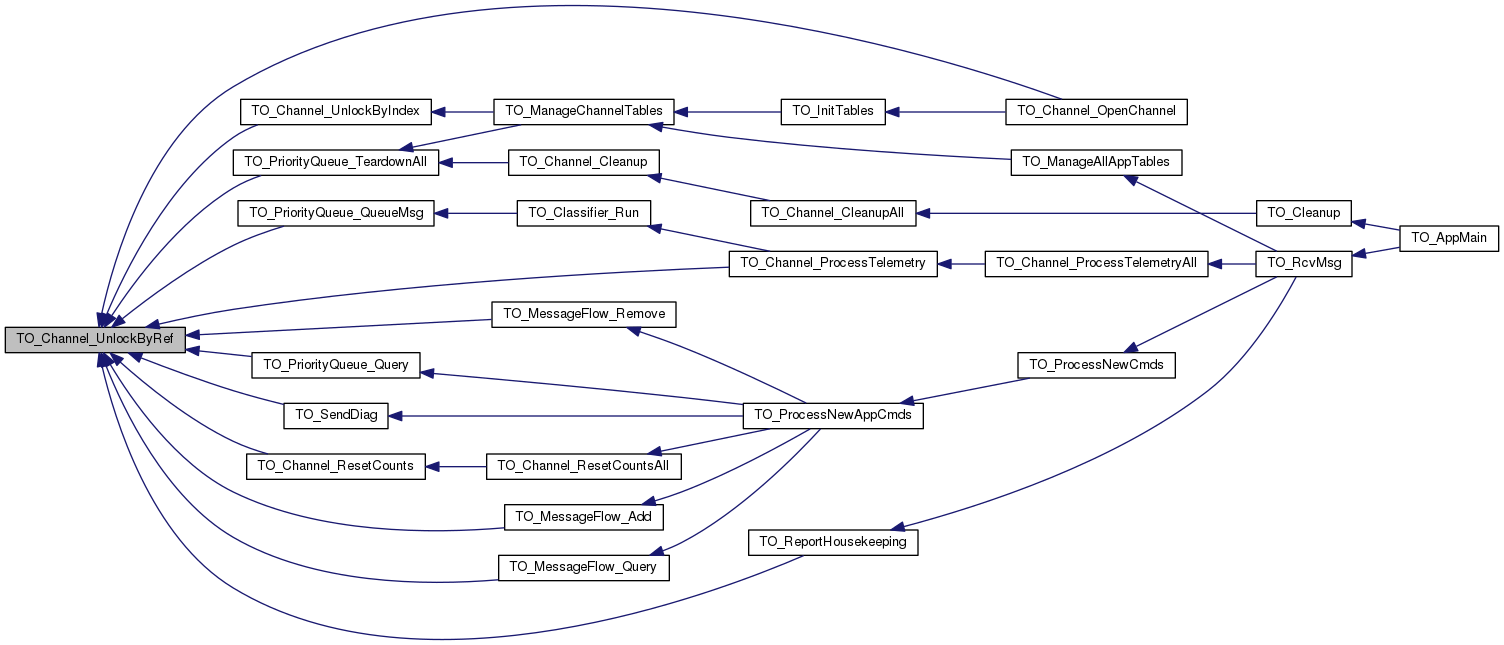 TO_Channel_UnlockByIndex
TO_ManageChannelTables
TO_InitTables
TO_Channel_OpenChannel
TO_PriorityQueue_TeardownAll
TO_Channel_Cleanup
TO_ManageAllAppTables
TO_PriorityQueue_QueueMsg
TO_Classifier_Run
TO_Channel_CleanupAll
TO_Cleanup
TO_AppMain
TO_Channel_ProcessTelemetry
TO_Channel_ProcessTelemetryAll
TO_RcvMsg
TO_MessageFlow_Remove
TO_Channel_UnlockByRef
TO_PriorityQueue_Query
TO_ProcessNewCmds
TO_SendDiag
TO_ProcessNewAppCmds
TO_Channel_ResetCounts
TO_Channel_ResetCountsAll
TO_MessageFlow_Add
TO_ReportHousekeeping
TO_MessageFlow_Query